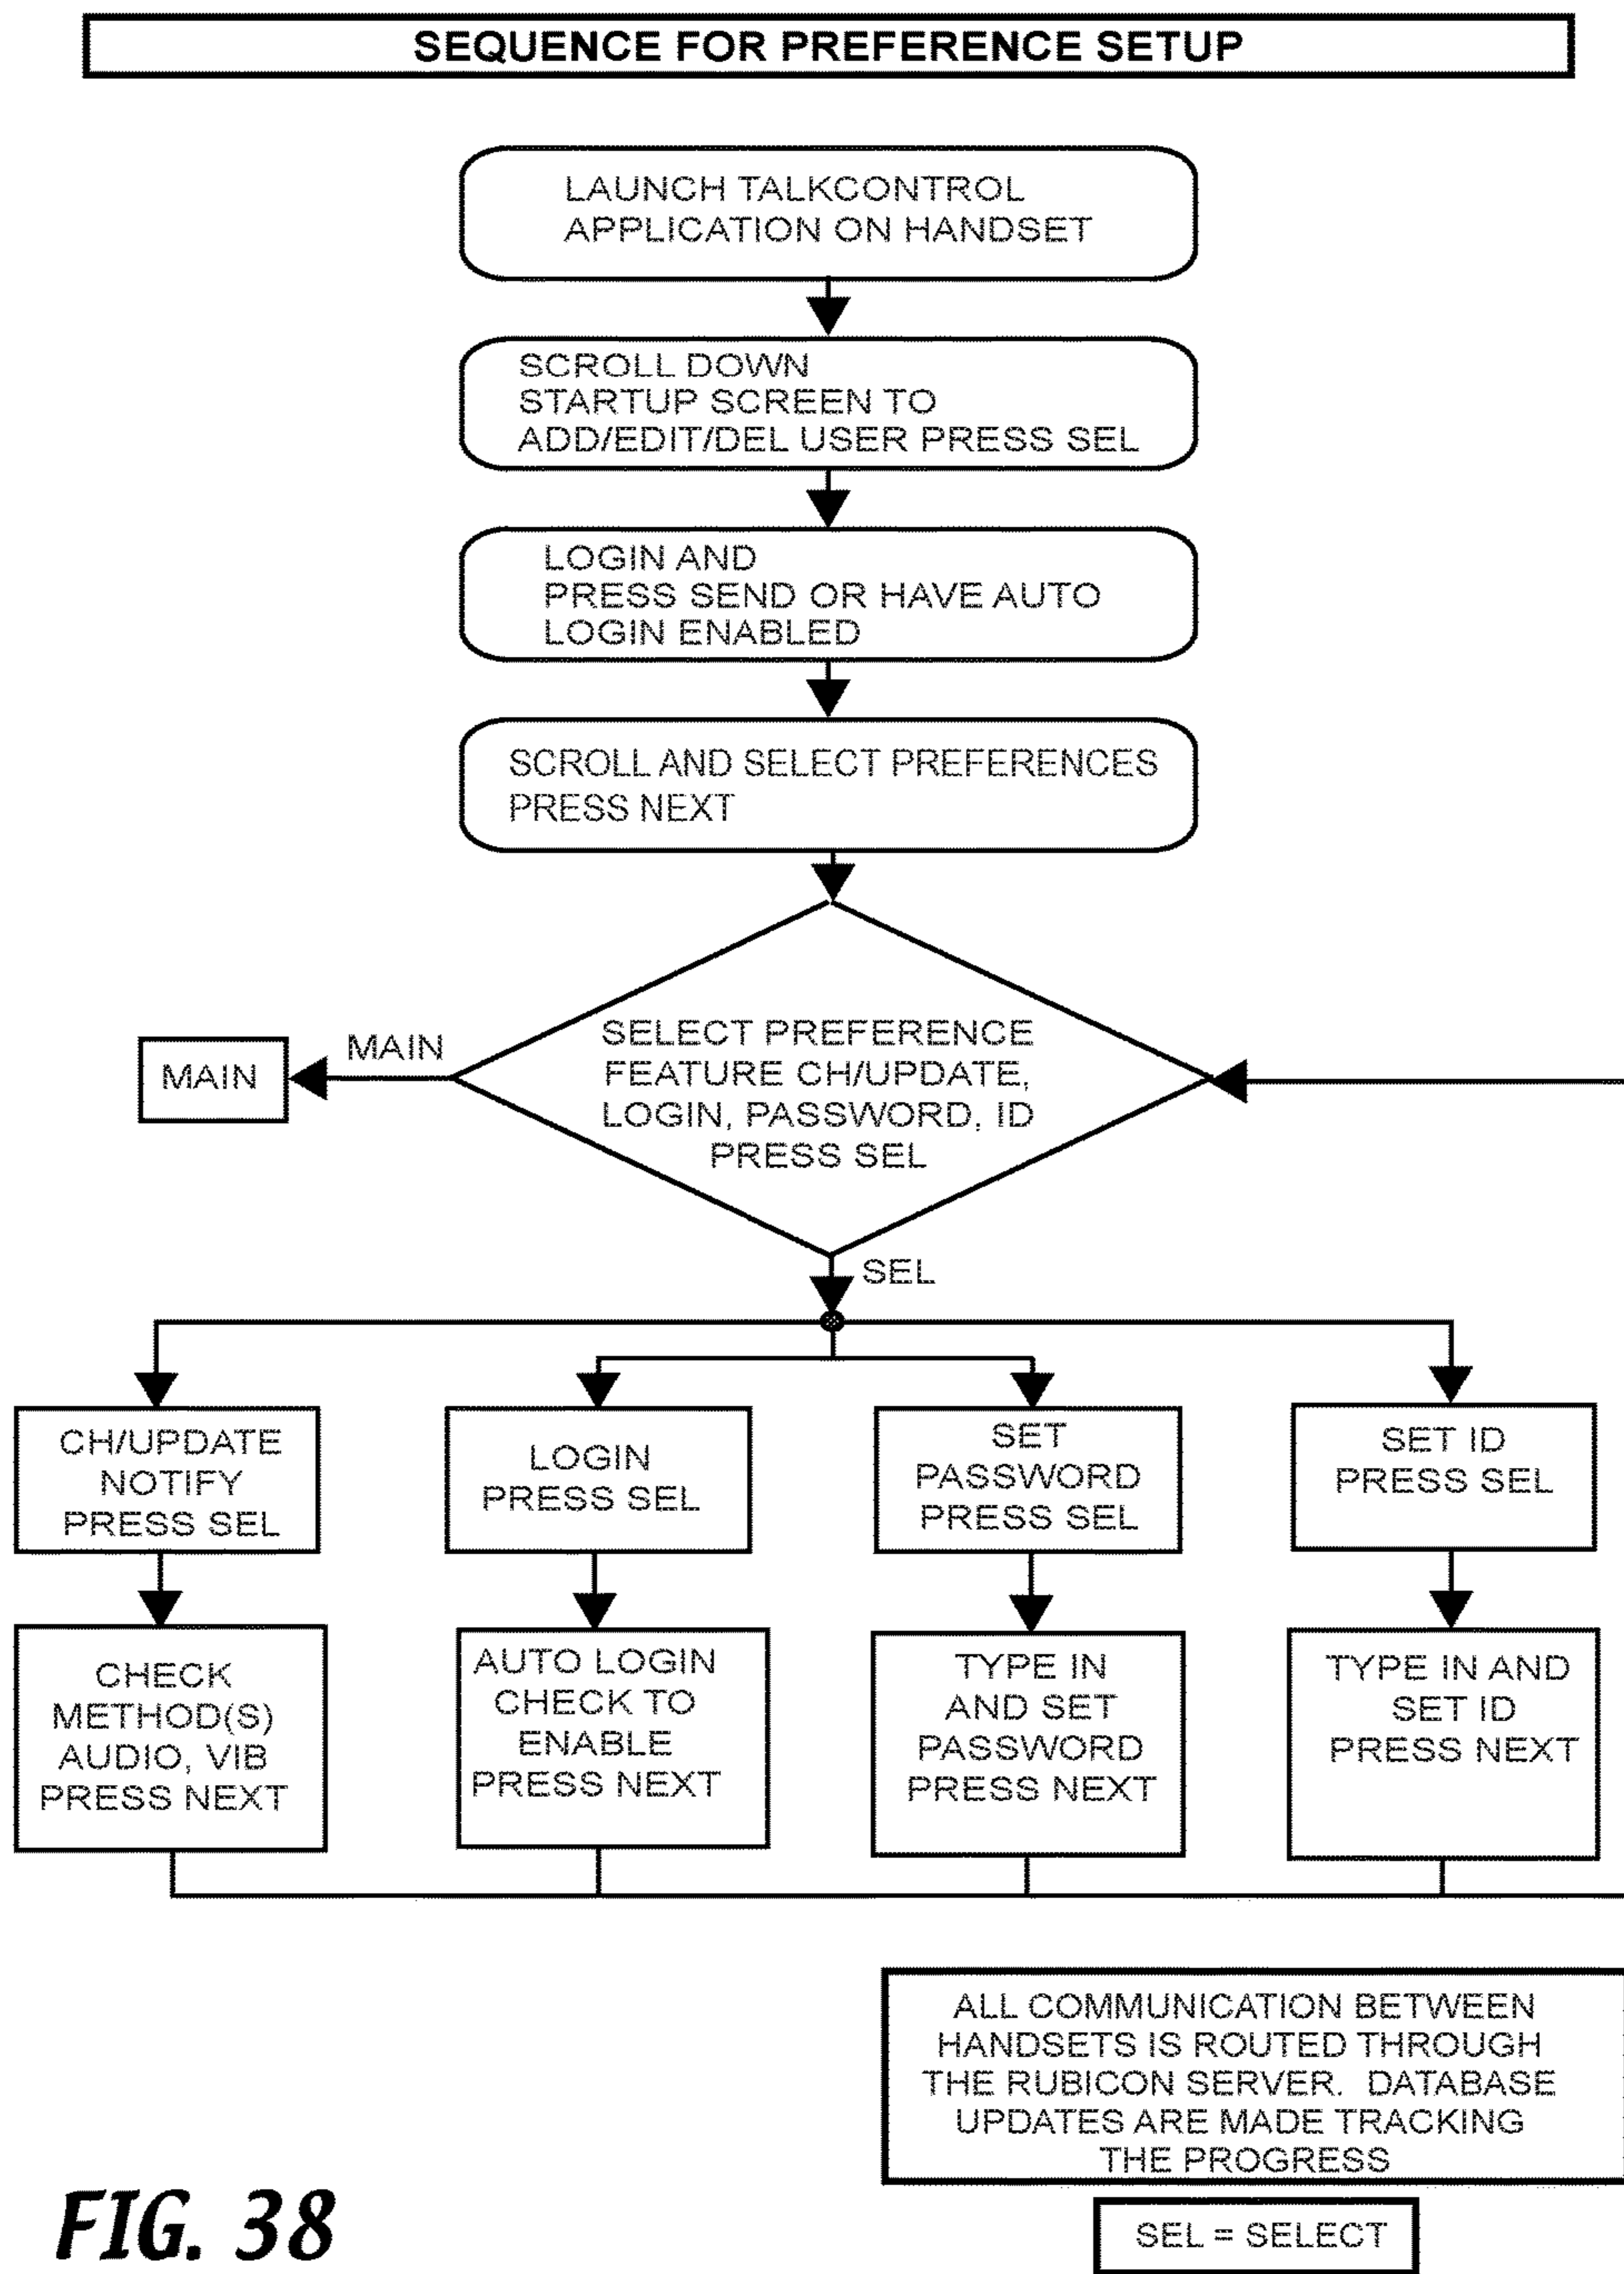 SEQUENCE FOR PREFERENCE SETUP
LAUNCH TALKCONTROL
APPLICATION ON HANDSET
SCROLL DOWN
STARTUP SCREEN TO
ADD/EDIT/DEL USER PRESS SEL
LOGIN AND
PRESS SEND OR HAVE AUTO
LOGIN ENABLED
SCROLL AND SELECT PREFERENCES
PRESS NEXT
MAIN
MAIN
SELECT PREFERENCE
FEATURE CH/UPDATE,
LOGIN, PASSWORD, ID
PRESS SEL
SEL
CH/UPDATE
NOTIFY
PRESS SEL
LOGIN
PRESS SEL
SET
PASSWORD
PRESS SEL
SET ID
PRESS SEL
CHECK
METHOD(S)
AUDIO, VIB
PRESS NEXT
AUTO LOGIN
CHECK TO
ENABLE
PRESS NEXT
TYPE IN
AND SET
PASSWORD
PRESS NEXT
TYPE IN AND
SET ID
PRESS NEXT
ALL COMMUNICATION BETWEEN
HANDSETS IS ROUTED THROUGH
THE RUBICON SERVER. DATABASE
UPDATES ARE MADE TRACKING
THE PROGRESS
SEL = SELECT
FIG. 38